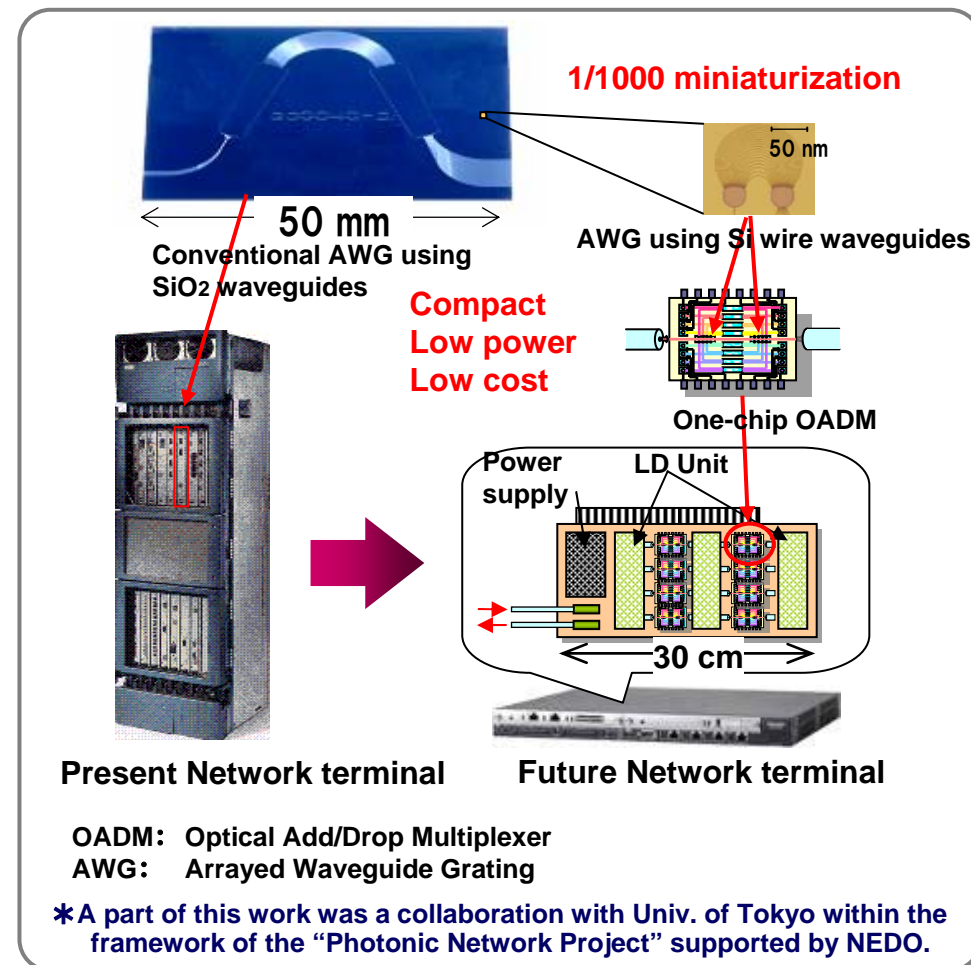 1/1000 miniaturization
50 nm
50 mm
Conventional AWG using
SiO2 waveguides
AWG using Si wire waveguides
Compact
Low power
Low cost
One-chip OADM
Power
supply
LD Unit
30 cm
Present Network terminal
Future Network terminal
OADM: Optical Add/Drop Multiplexer
AWG: Arrayed Waveguide Grating
*A part of this work was a collaboration with Univ. of Tokyo within the
framework of the “Photonic Network Project” supported by NEDO.